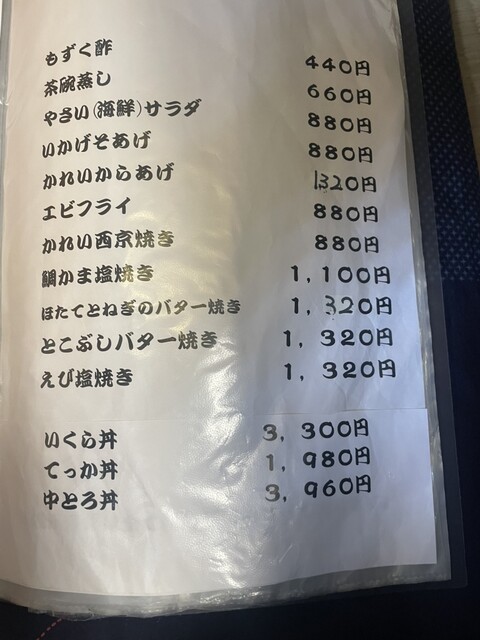 もずく酢 440円
茶碗蒸し 660円
やさい(海鮮)サラダ 880円
いかげそあげ 880円
かれいからあげ 1320円
エビフライ 880円
かれい西京焼き 880円
鯛かま塩焼き 1,100円
ほたてとねぎのバター焼き 1,320円
とこぶしバター焼き 1,320円
えび塩焼き 1,320円
いくら丼 3,300円
てっか丼 1,980円
中とろ丼 3,960円